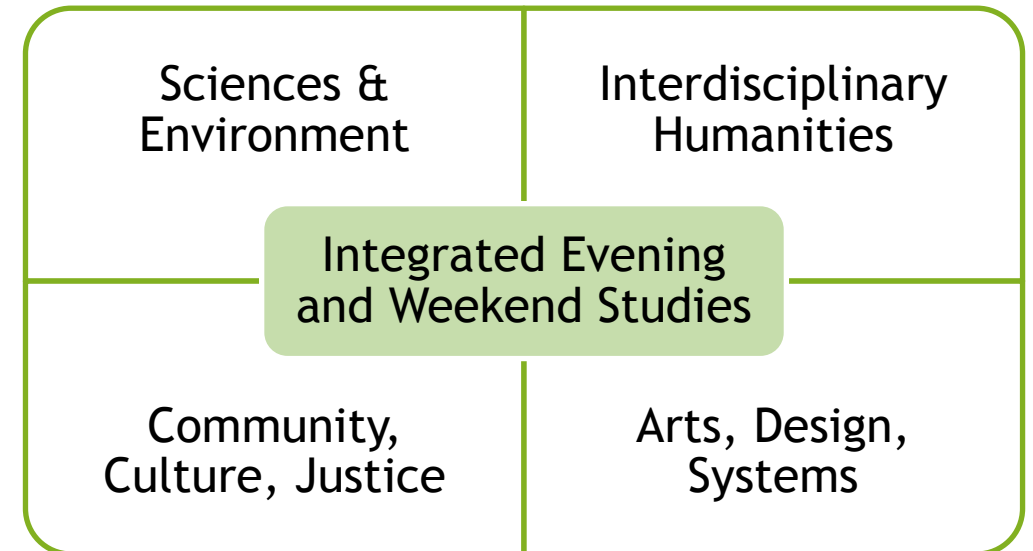 Sciences &
Environment
Interdisciplinary
Humanities
Integrated Evening
and Weekend Studies
Community,
Culture, Justice
Arts, Design,
Systems